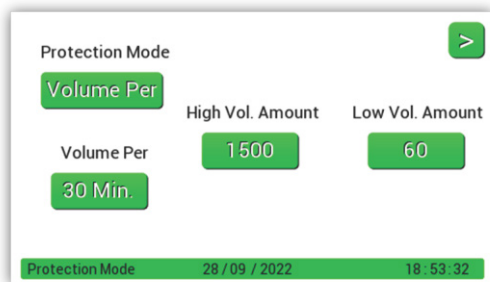 >
Protection Mode
Volume Per
High Vol. Amount
Low Vol. Amount
Volume Per
1500
60
30 Min.
Protection Mode 28 / 09 / 2022 18 : 53 : 32